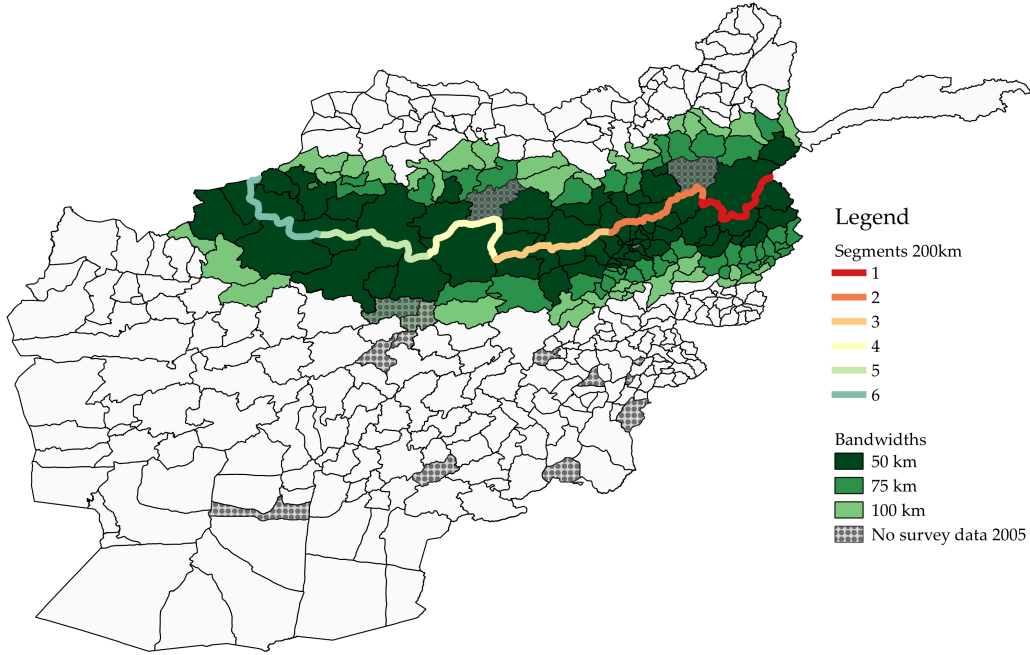 Legend
Segments 200km
1
2
3
4
5
6
Bandwidths
50 km
75 km
100 km
No survey data 2005